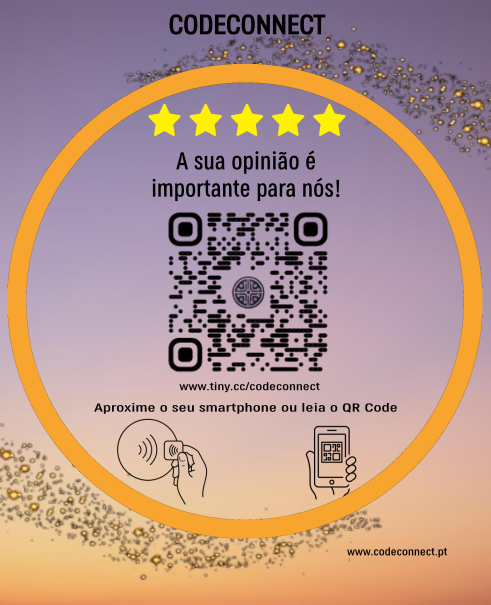 CODECONNECT
A sua opinião é
importante para nós!
www.tiny.cc/codeconnect
Aproxime o seu smartphone ou leia o QR Code
www.codeconnect.pt